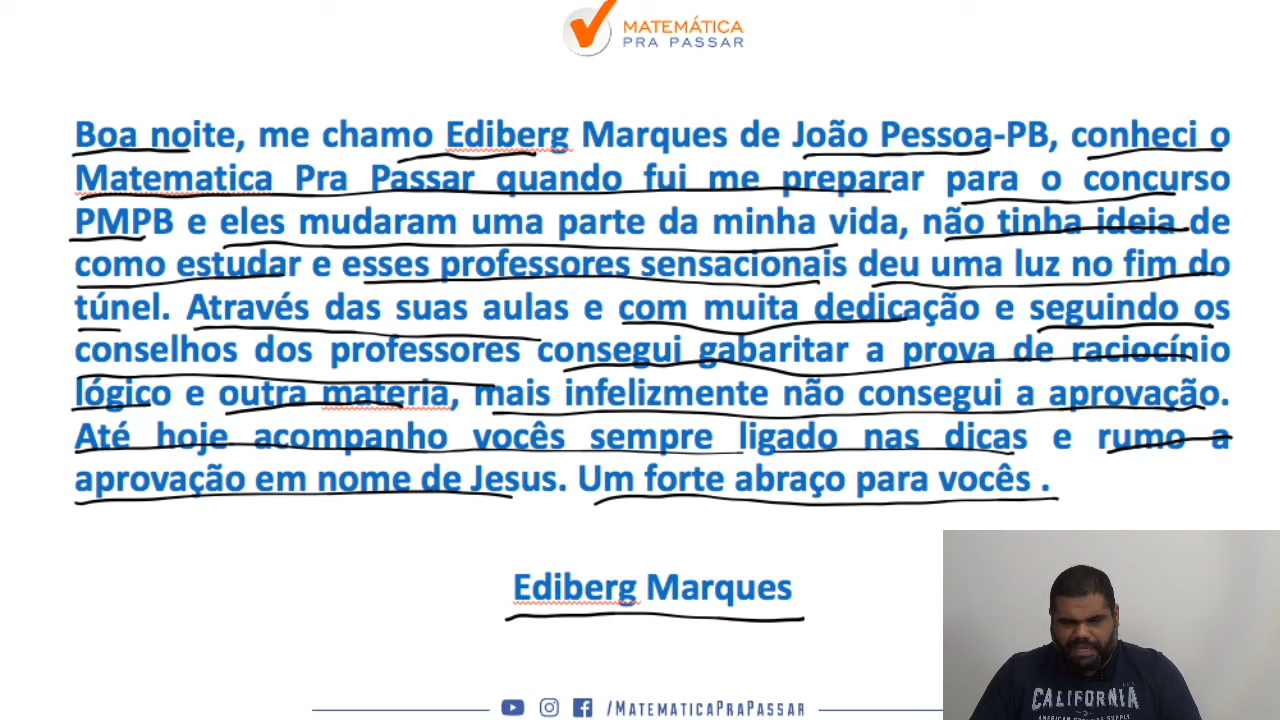 MATEMÁTICA
PRA PASSAR
Boa noite, me chamo Ediberg Marques de João Pessoa-PB, conheci o
Matematica Pra Passar quando fui me preparar para o concurso
PMPB e eles mudaram uma parte da minha vida, não tinha ideia de
como estudar e esses professores sensacionais deu uma luz no fim do
túnel. Através das suas aulas e com muita dedicação e seguindo os
conselhos dos professores consegui gabaritar a prova de raciocínio
lógico e outra materia, mais infelizmente não consegui a aprovação.
Até hoje acompanho vocês sempre ligado nas dicas e rumo a
aprovação em nome de Jesus. Um forte abraço para vocês .
Ediberg Marques
/MATEMATICAPRAPASSAR
CALIFORNIA